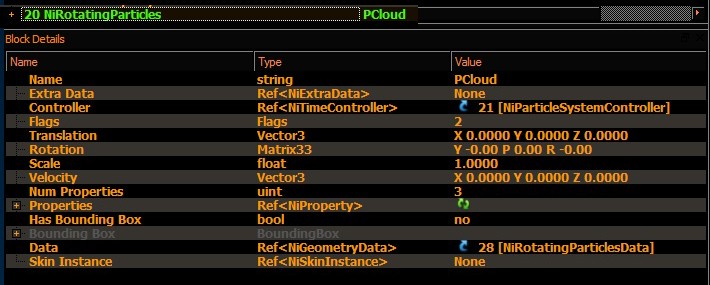 20 NiRotatingParticles PCloud
Block Details
Name Type Value
Name string PCloud
Extra Data Ref<NiExtraData> None
Controller Ref<NiTimeController> 21 [NiParticleSystemController]
Flags Flags 2
Translation Vector3 X 0.0000 Y 0.0000 Z 0.0000
Rotation Matrix33 Y -0.00 P 0.00 R -0.00
Scale float 1.0000
Velocity Vector3 X 0.0000 Y 0.0000 Z 0.0000
Num Properties uint 3
Properties Ref<NiProperty>
Has Bounding Box bool no
Bounding Box BoundingBox
Data Ref<NiGeometryData> 28 [NiRotatingParticlesData]
Skin Instance Ref<NiSkinInstance> None